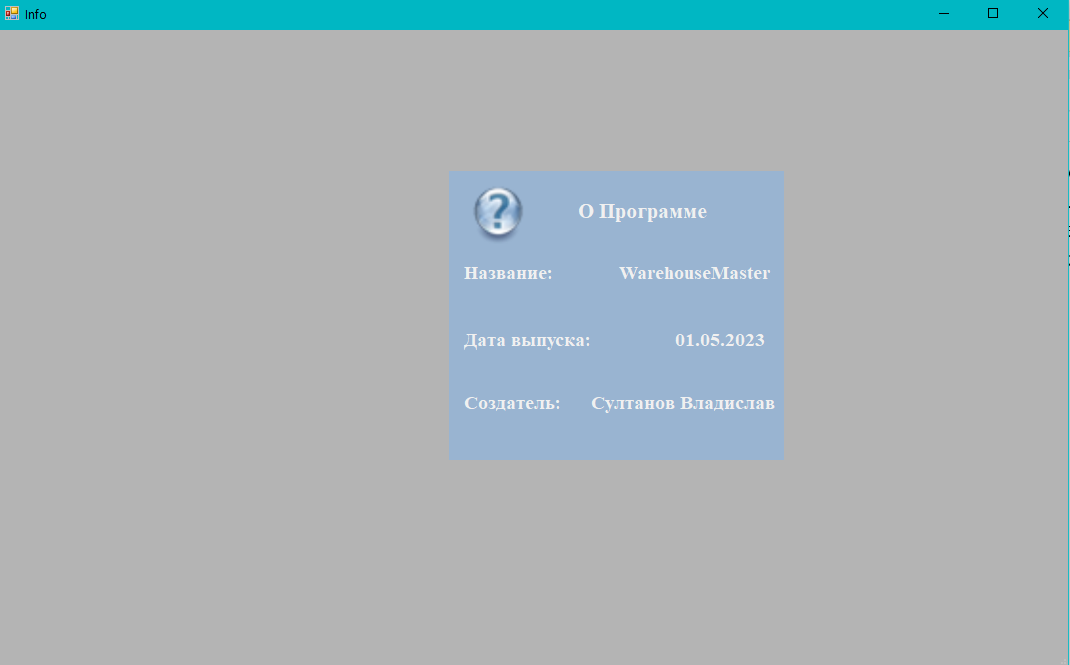 Info
О Программе
Название: WarehouseMaster
Дата выпуска: 01.05.2023
Создатель: Султанов Владислав